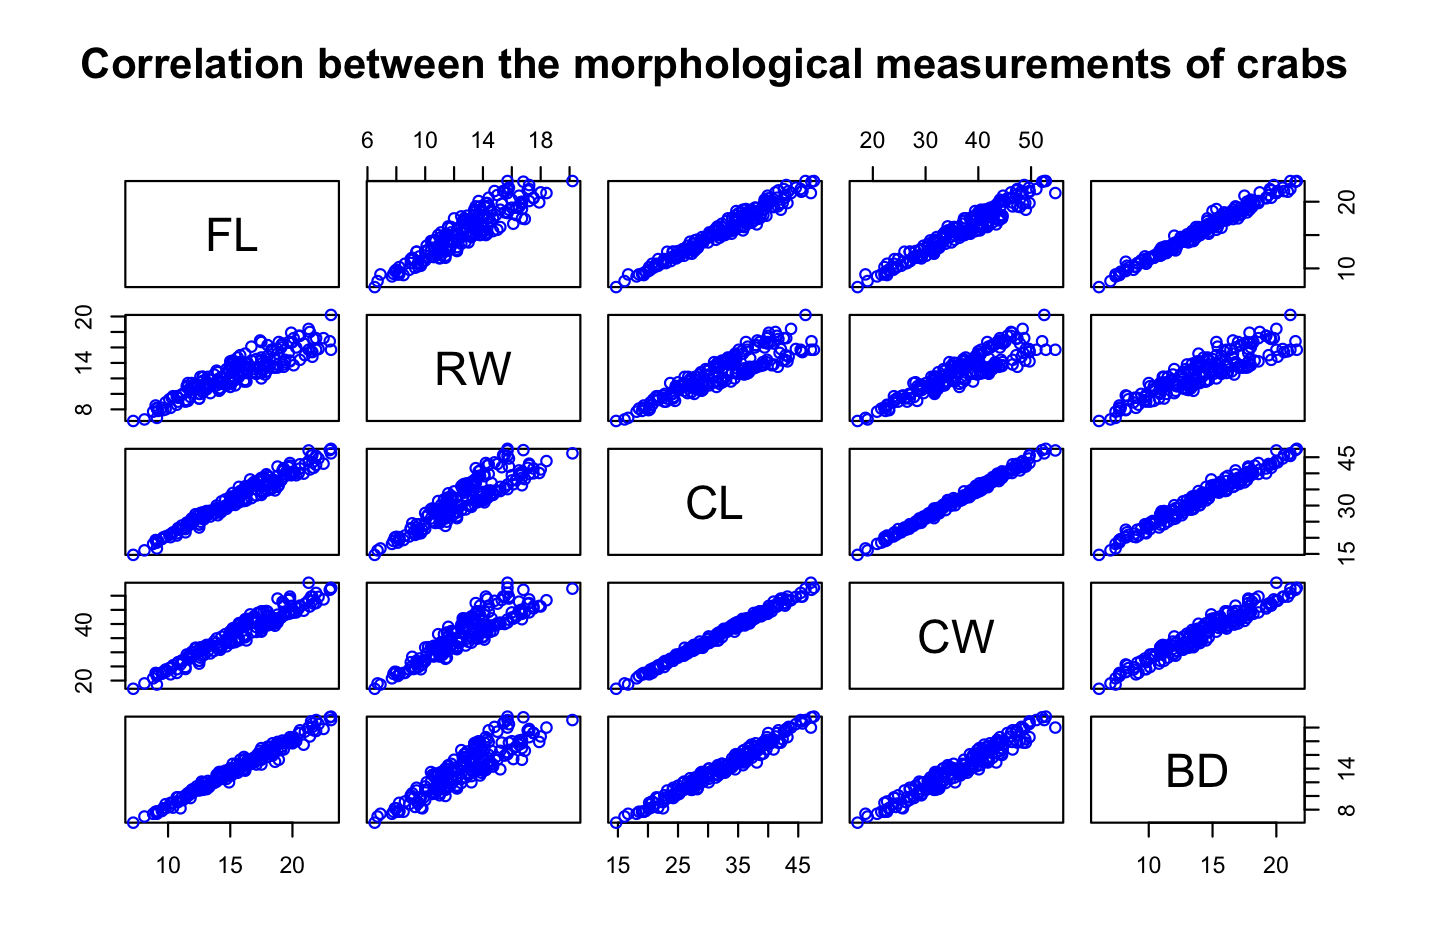 Correlation between the morphological measurements of crabs
6 10 14 18 20 30 40 50
FL
10 20
8 14 20
RW
CL
15 30 45
20 40
CW
BD
8 14
10 15 20 15 25 35 45 10 15 20